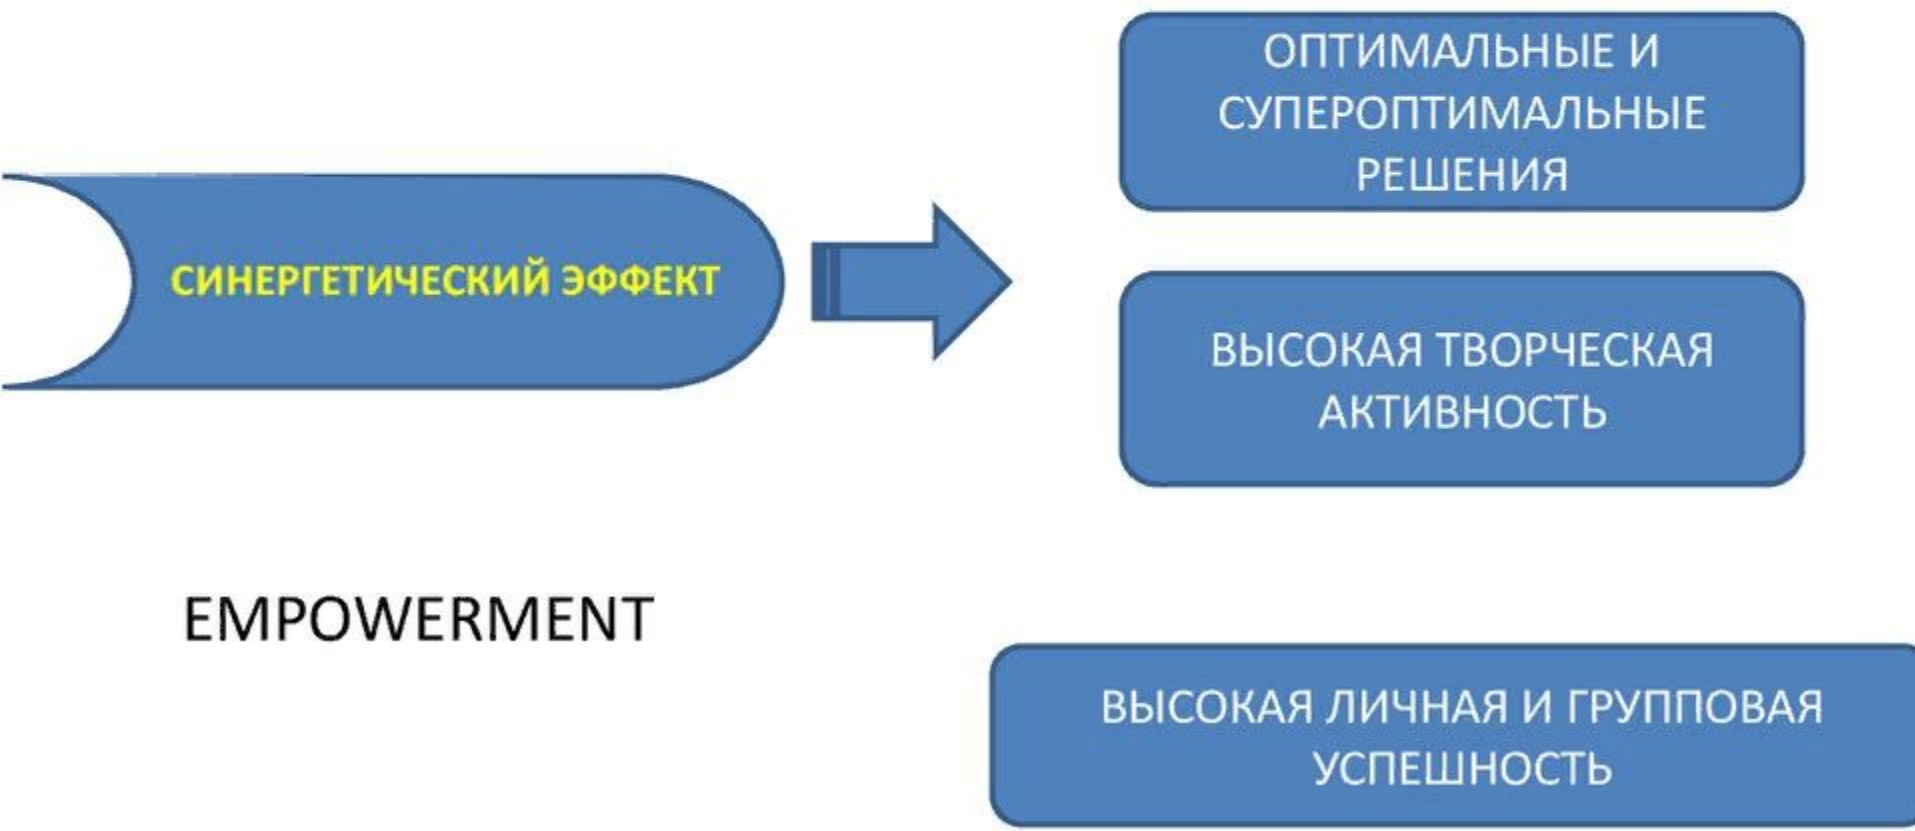 ОПТИМАЛЬНЫЕ И
СУПЕРОПТИМАЛЬНЫЕ
РЕШЕНИЯ
СИНЕРГЕТИЧЕСКИЙ ЭФФЕКТ
ВЫСОКАЯ ТВОРЧЕСКАЯ
АКТИВНОСТЬ
EMPOWERMENT
ВЫСОКАЯ ЛИЧНАЯ И ГРУППОВАЯ
УСПЕШНОСТЬ